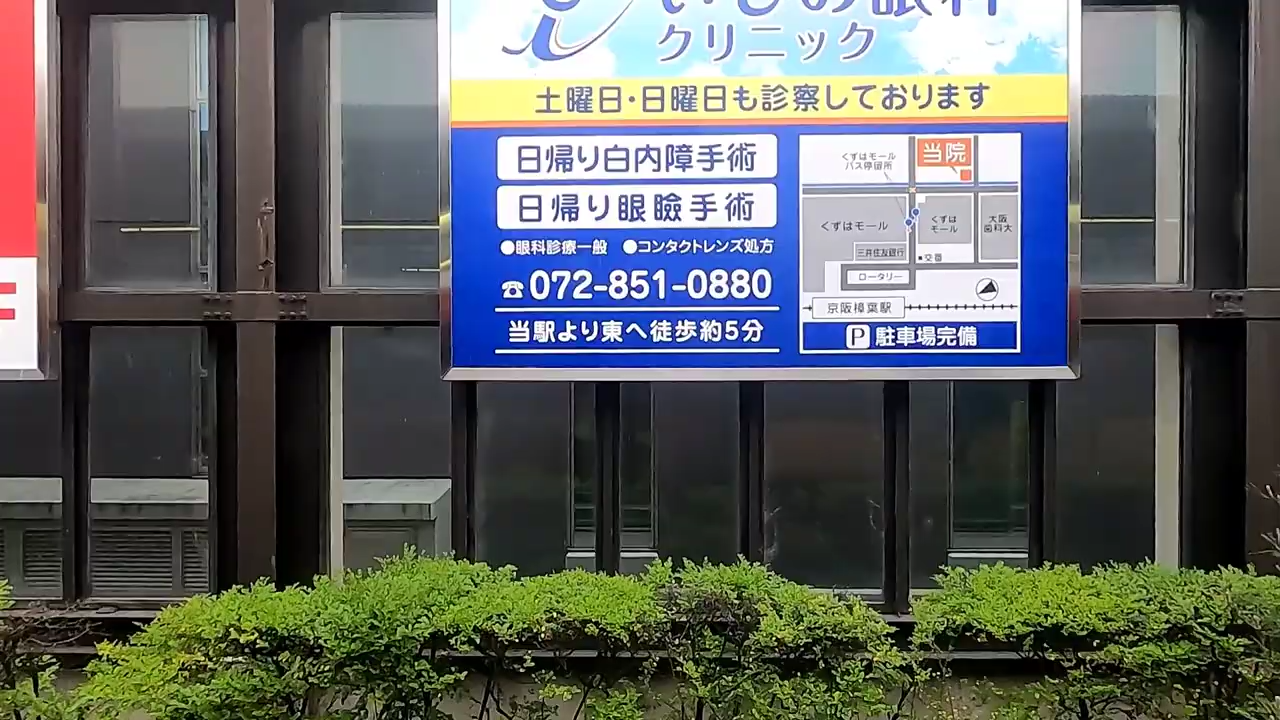 クリニック
土曜日・日曜日も診察しております
日帰り白内障手術
日帰り眼瞼手術
●眼科診療一般 ●コンタクトレンズ処方
☎072-851-0880
当駅より東へ徒歩約5分
くずはモール
バス停留所
当院
くずはモール
くずは
モール
大阪
歯科大
三井住友銀行
■交番
ロータリー
京阪樟葉駅
P 駐車場完備